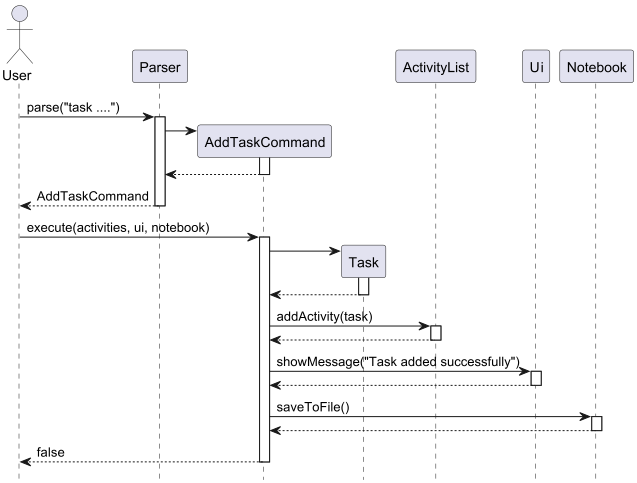 User
Parser
ActivityList
Ui
Notebook
parse("task ....")
AddTaskCommand
AddTaskCommand
execute(activities, ui, notebook)
Task
addActivity(task)
showMessage("Task added successfully")
saveToFile()
false